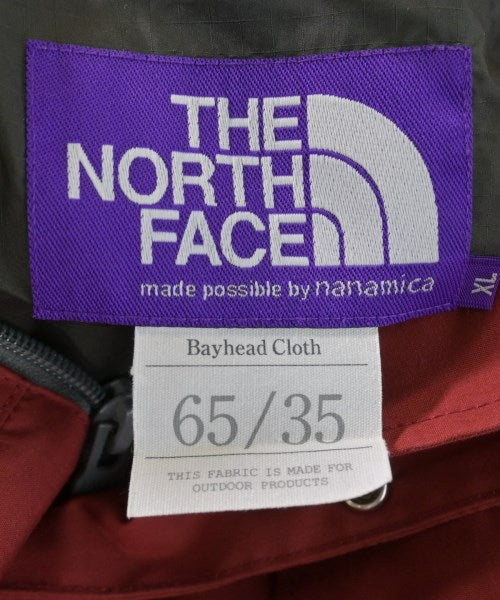 THE
NORTH
FACE
made possible by nanamica
XL
Bayhead Cloth
65/35
THIS FABRIC IS MADE FOR
OUTDOOR PRODUCTS